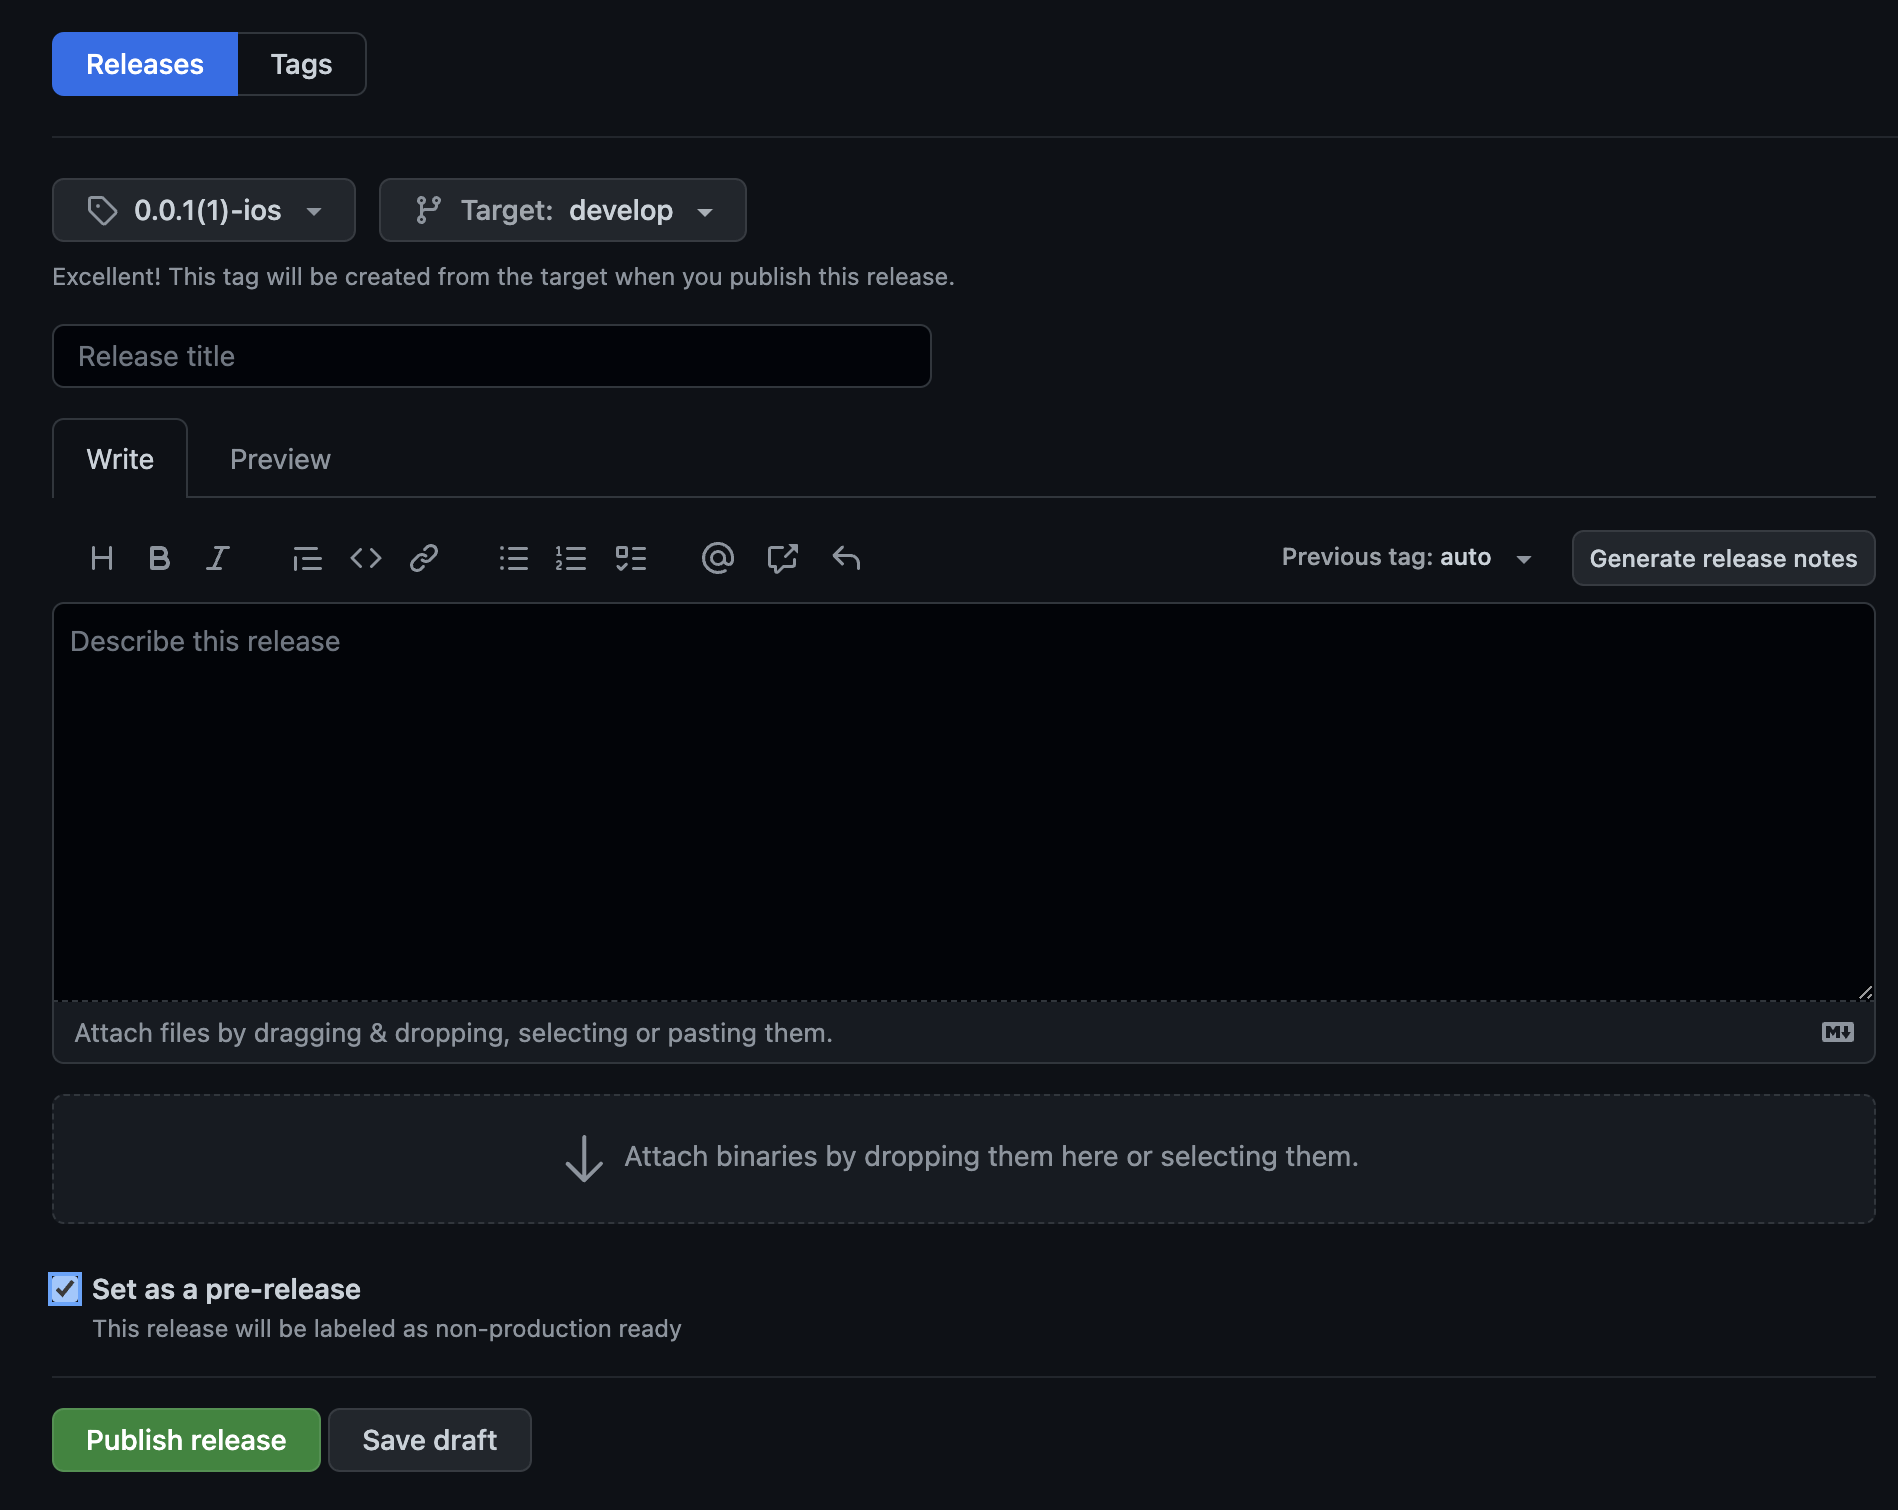 Releases Tags
0.0.1(1)-ios Target: develop
Excellent! This tag will be created from the target when you publish this release.
Release title
Write Preview
Previous tag: auto Generate release notes
Describe this release
Attach files by dragging & dropping, selecting or pasting them.
Attach binaries by dropping them here or selecting them.
Set as a pre-release
This release will be labeled as non-production ready
Publish release Save draft